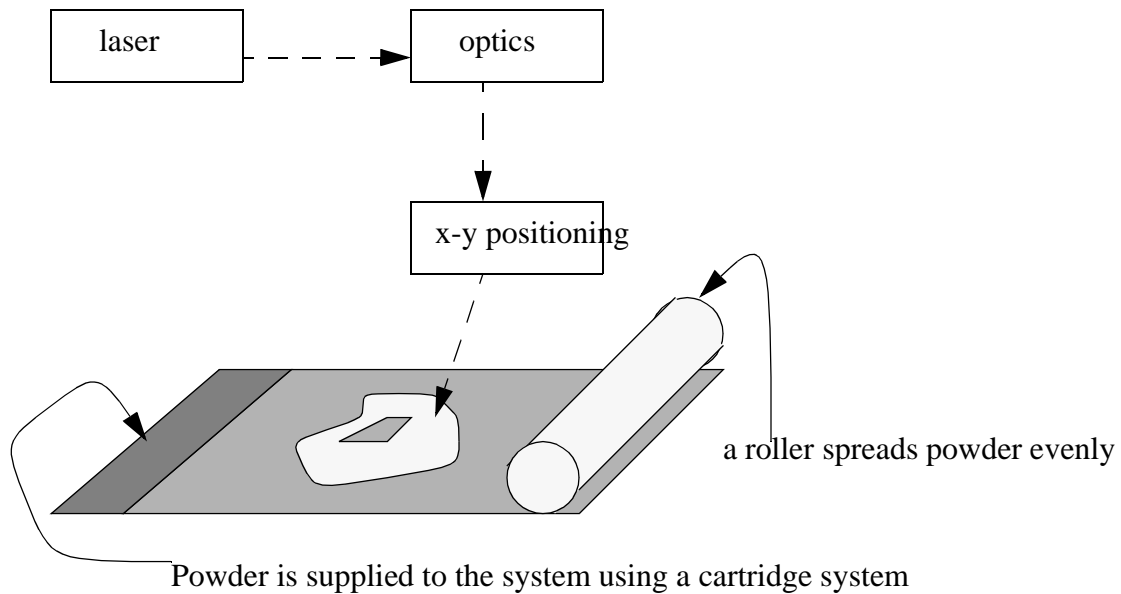 laser
optics
x-y positioning
a roller spreads powder evenly
Powder is supplied to the system using a cartridge system